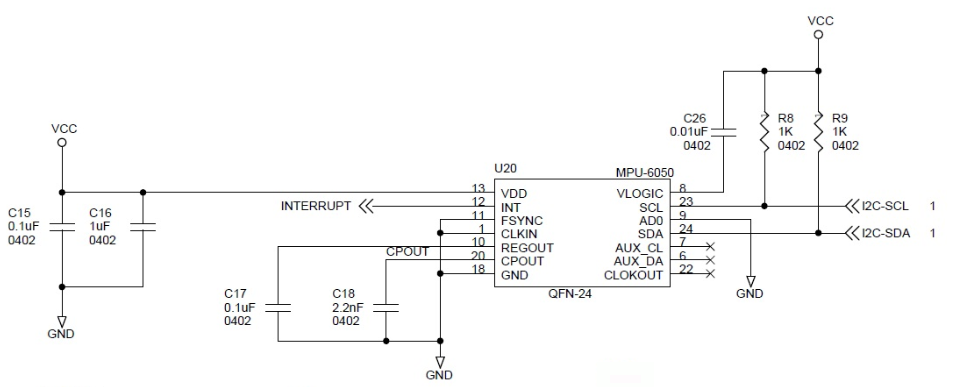 VCC
VCC
C26
0.01uF
0402
R8
1K
0402
R9
1K
0402
C15
0.1uF
0402
C16
1uF
0402
INTERRUPT
U20
MPU-6050
13 VDD VLOGIC 8
12 INT SCL 23
11 FSYNC AD0 9
1 CLKIN SDA 24
10 REGOUT AUX_CL 7
20 CPOUT AUX_DA 6
18 GND CLOKOUT 22
QFN-24
CPOUT
I2C-SCL 1
I2C-SDA 1
C17
0.1uF
0402
C18
2.2nF
0402
GND
GND
GND